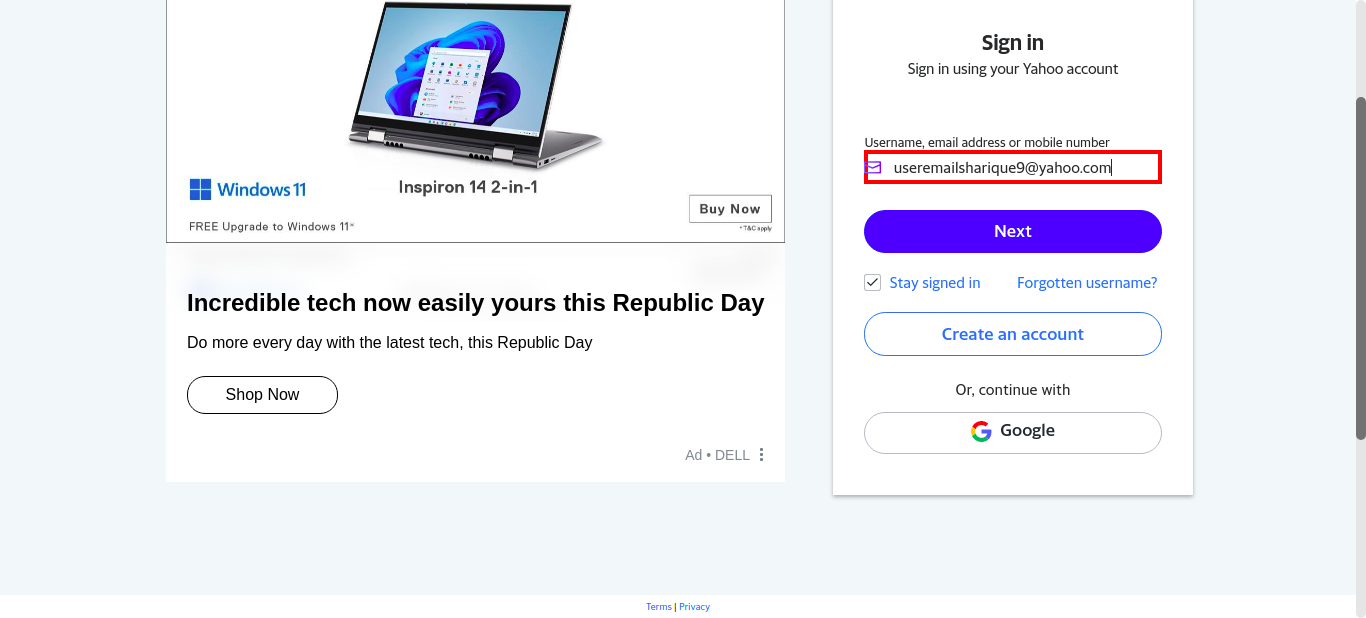 Windows 11
Inspiron 14 2-in-1
Buy Now
FREE Upgrade to Windows 11*
*T&C apply
Incredible tech now easily yours this Republic Day
Do more every day with the latest tech, this Republic Day
Shop Now
Ad • DELL
Sign in
Sign in using your Yahoo account
Username, email address or mobile number
useremailsharique9@yahoo.com
Next
Stay signed in
Forgotten username?
Create an account
Or, continue with
Google
Terms | Privacy